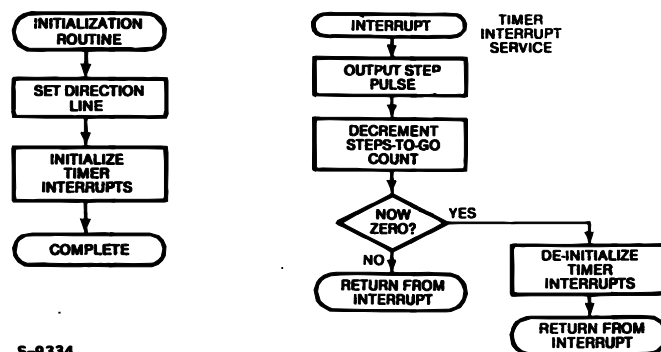 INITIALIZATION
ROUTINE
SET DIRECTION
LINE
INITIALIZE
TIMER
INTERRUPTS
COMPLETE
INTERRUPT
TIMER
INTERRUPT
SERVICE
OUTPUT STEP
PULSE
DECREMENT
STEPS-TO-GO
COUNT
NOW
ZERO?
YES
NO
RETURN FROM
INTERRUPT
DE-INITIALIZE
TIMER
INTERRUPTS
RETURN FROM
INTERRUPT
S-9334